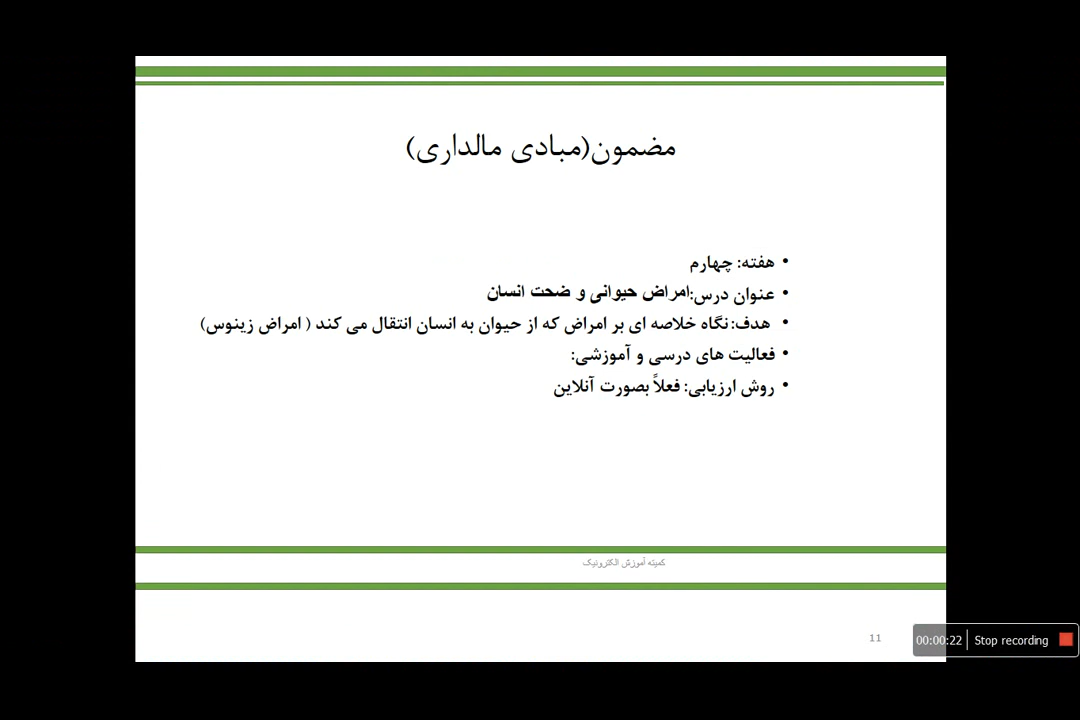 مضمون(مبادی مالداری)
• هفته: چهارم
• عنوان درس:امراض حیوانی و ضحت انسان
• هدف:نگاه خلاصه ای بر امراض که از حیوان به انسان انتقال می کند ( امراض زینوس)
• فعالیت های درسی و آموزشی:
• روش ارزیابی: فعلاً بصورت آنلاین
کمیته آموزش الکترونیک
11
00:00:22 Stop recording